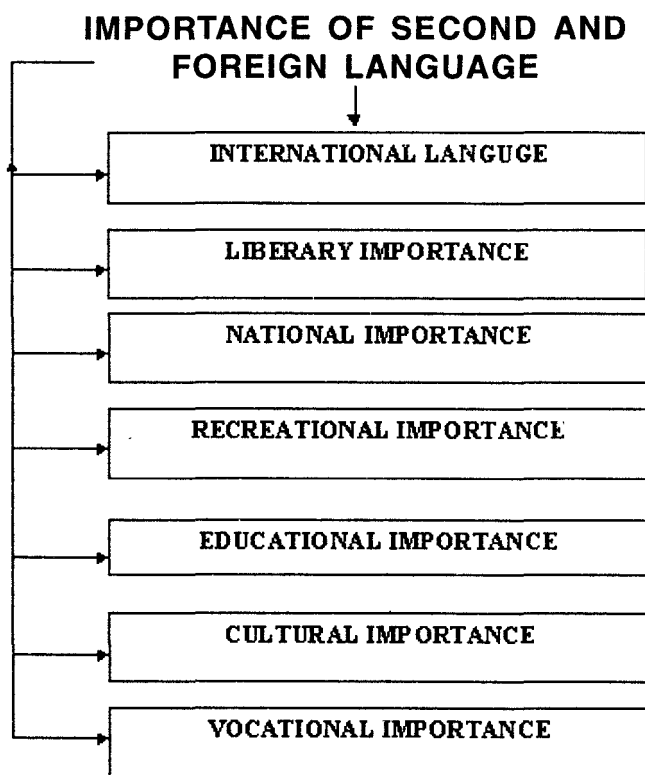 IMPORTANCE OF SECOND AND
FOREIGN LANGUAGE
INTERNATIONAL LANGUGE
LIBERARY IMPORTANCE
NATIONAL IMPORTANCE
RECREATIONAL IMPORTANCE
EDUCATIONAL IMPORTANCE
CULTURAL IMPORTANCE
VOCATIONAL IMPORTANCE